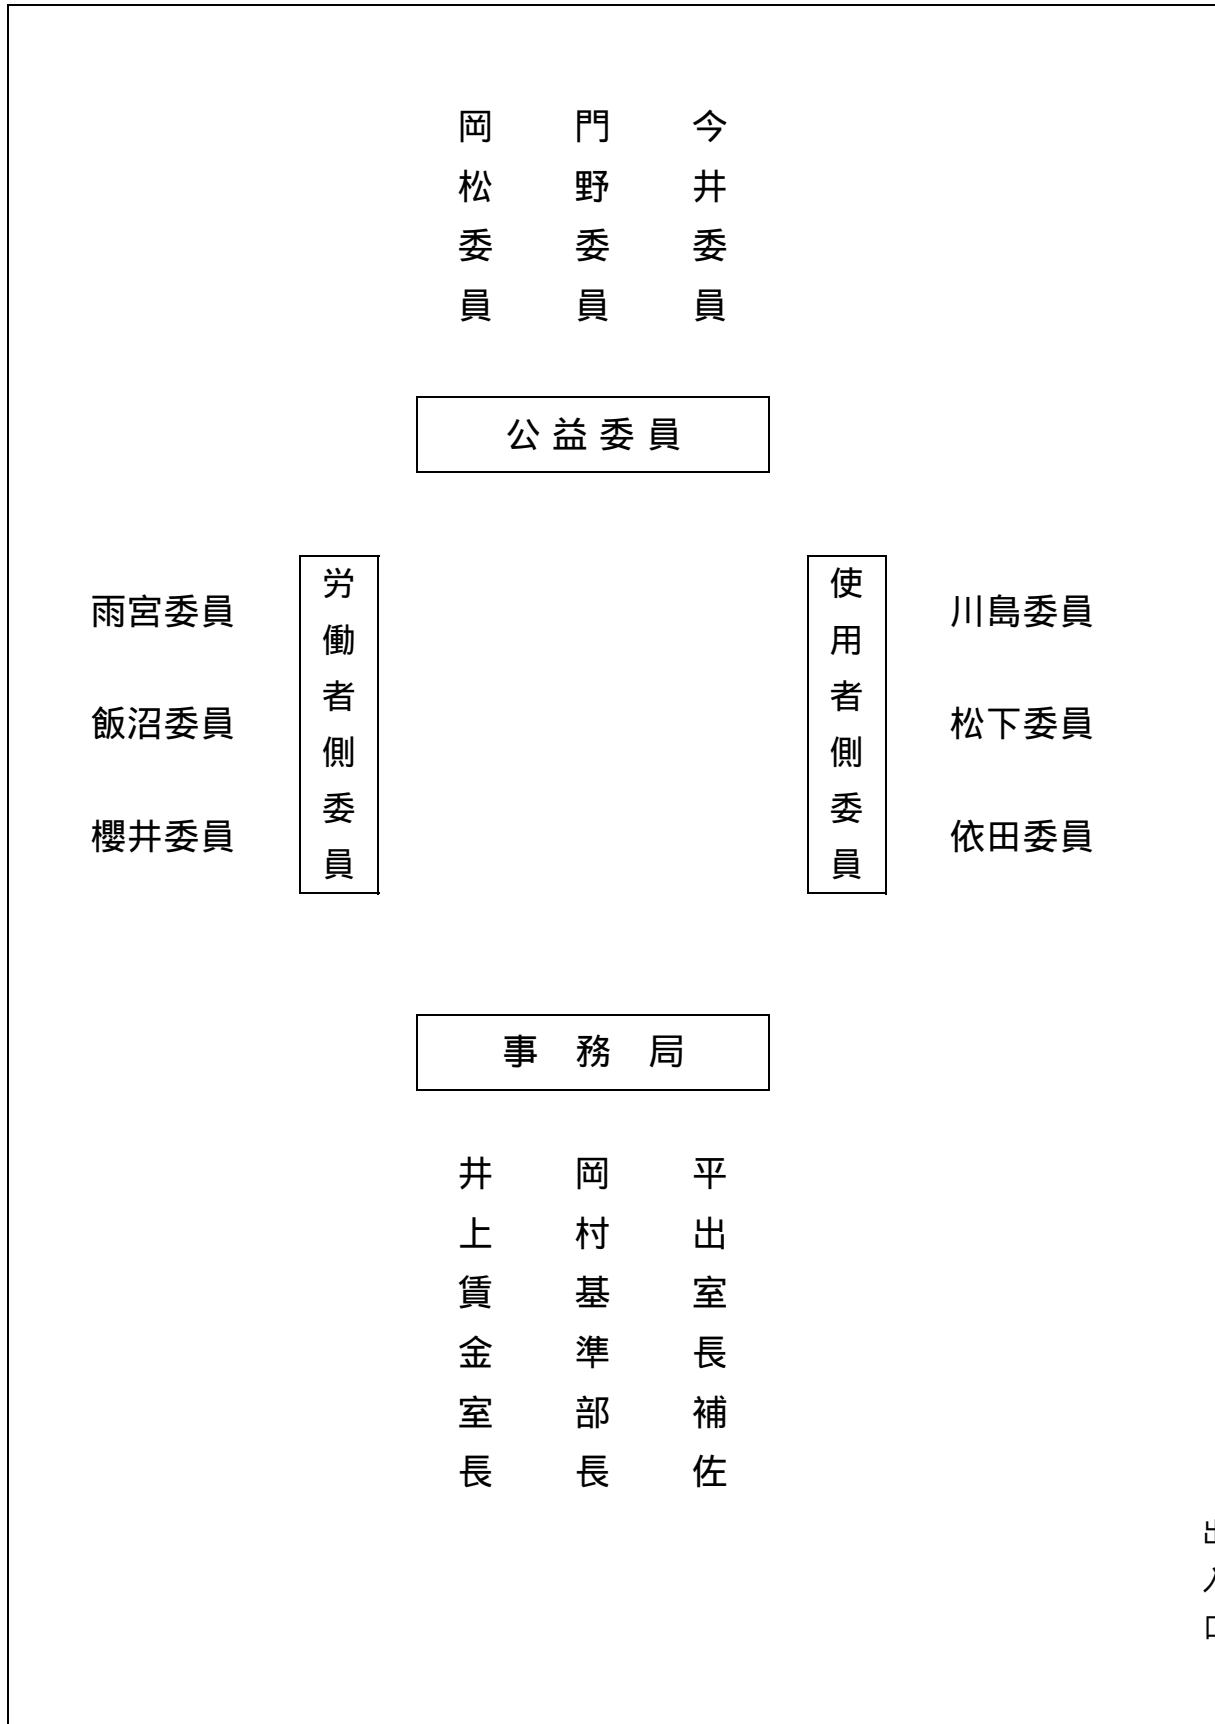 岡松委員
門野委員
今井委員
公益委員
雨宮委員
飯沼委員
櫻井委員
労働者側委員
使用者側委員
川島委員
松下委員
依田委員
事務局
井上賃金室長
岡村基準部長
平出室長補佐
出入口